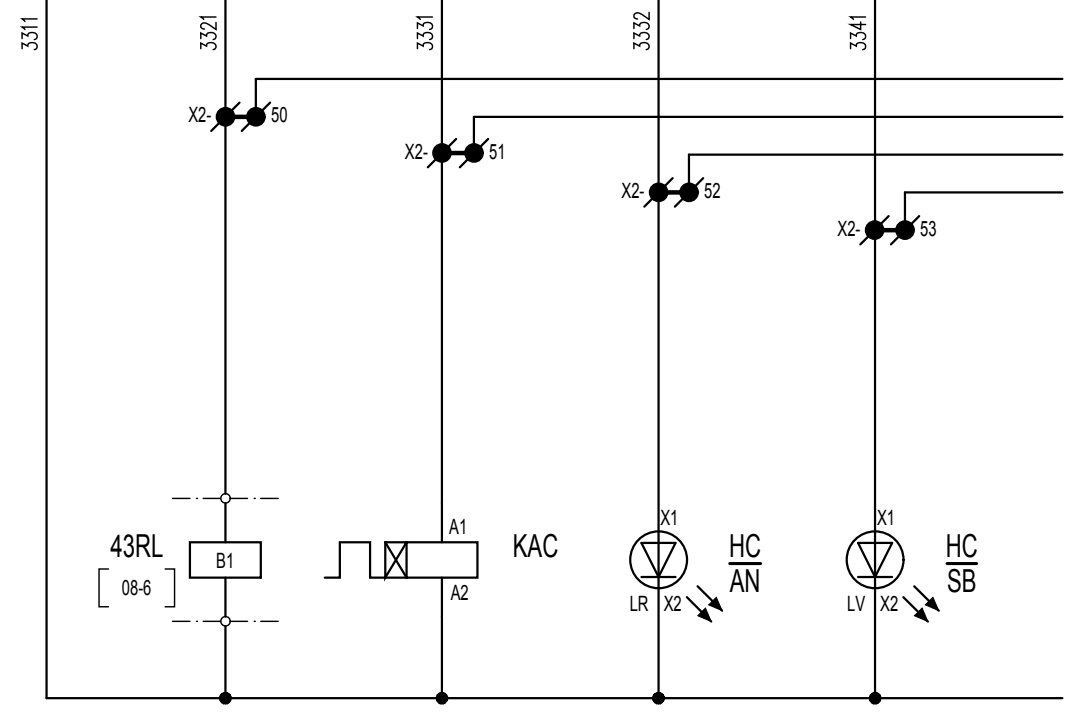 3311
3321
3331
3332
3341
X2- 50
X2- 51
X2- 52
X2- 53
43RL
B1
08-6
A1
KAC
A2
X1
HC
AN
LR X2
X1
HC
SB
LV X2